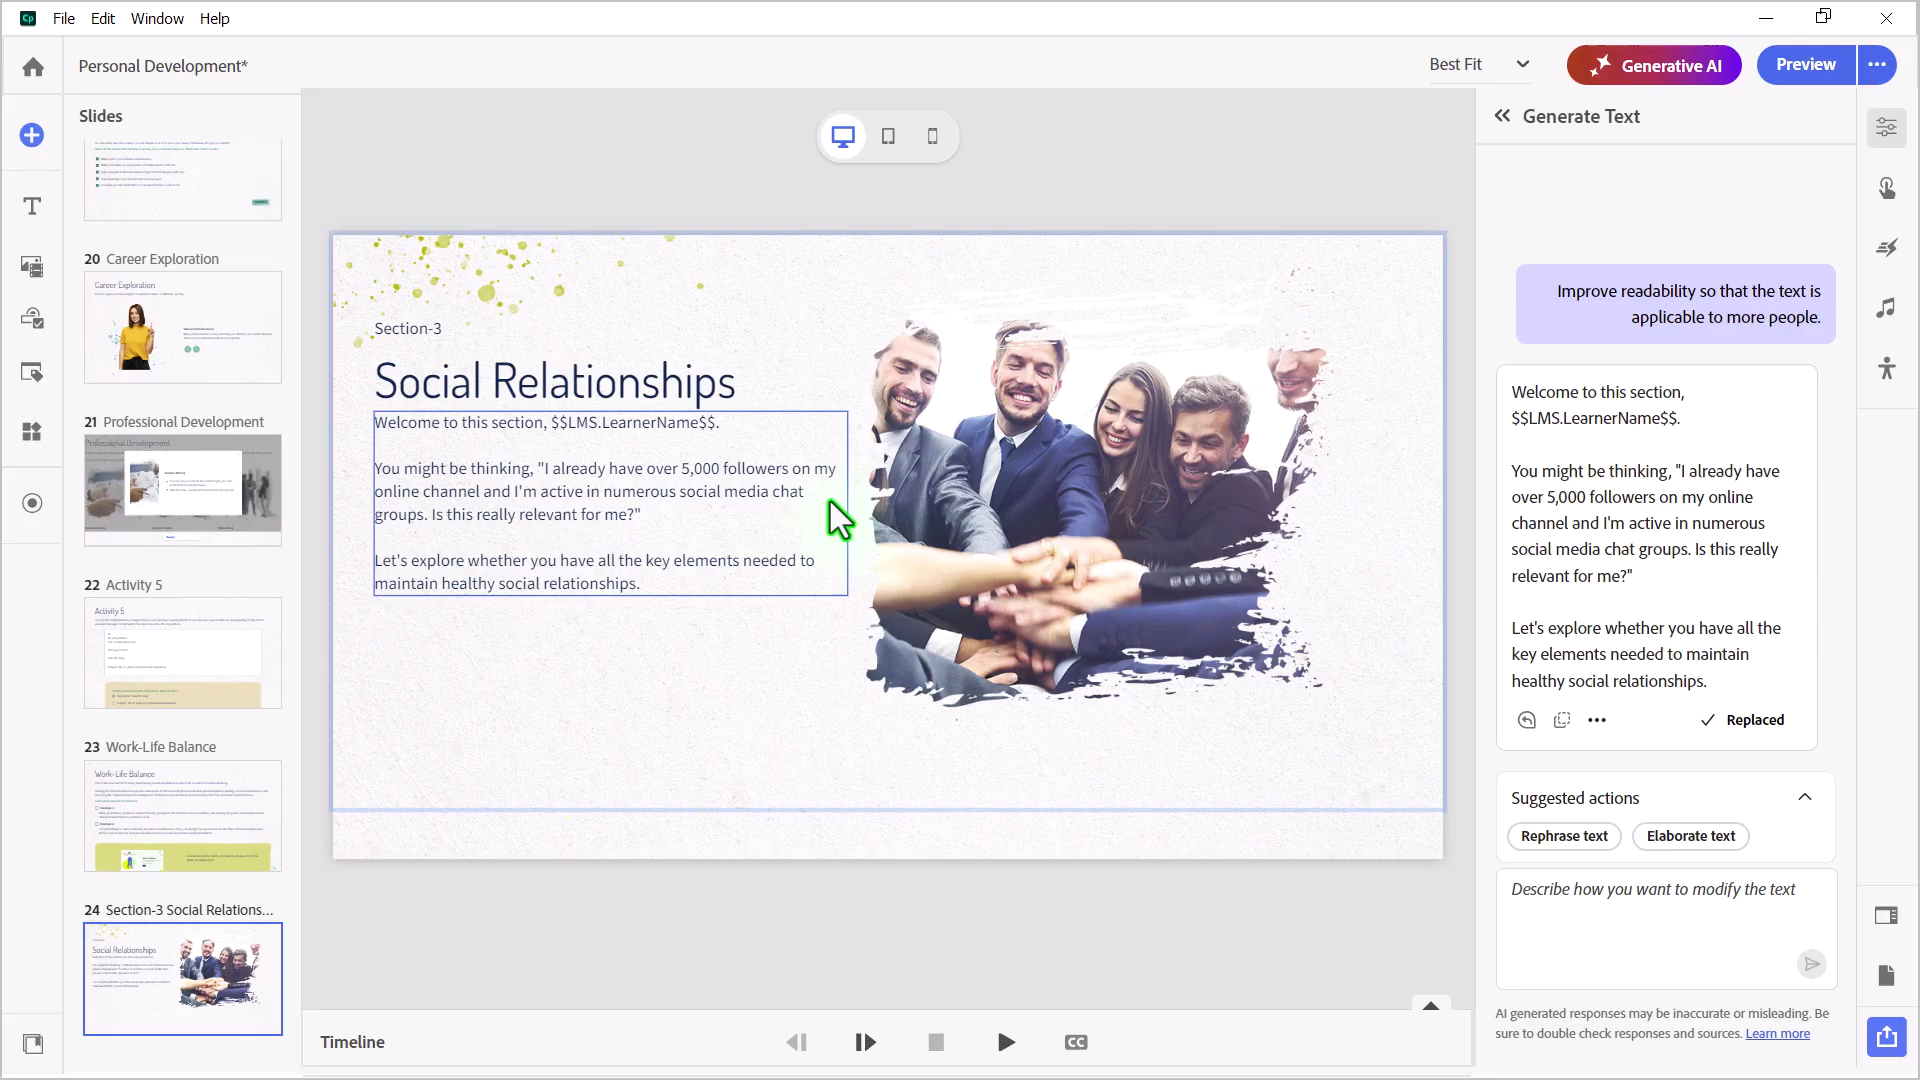 Cp File Edit Window Help
Personal Development*
Best Fit
Generative AI
Preview
Slides
20 Career Exploration
Career Exploration
21 Professional Development
Professional Development
22 Activity 5
Activity 5
23 Work-Life Balance
Work-Life Balance
24 Section-3 Social Relations...
Social Relationships
Section-3
Social Relationships
Welcome to this section, $$LMS.LearnerName$$.
You might be thinking, "I already have over 5,000 followers on my
online channel and I'm active in numerous social media chat
groups. Is this really relevant for me?"
Let's explore whether you have all the key elements needed to
maintain healthy social relationships.
Timeline
CC
Generate Text
Improve readability so that the text is
applicable to more people.
Welcome to this section,
$$LMS.LearnerName$$.
You might be thinking, "I already have
over 5,000 followers on my online
channel and I'm active in numerous
social media chat groups. Is this really
relevant for me?"
Let's explore whether you have all the
key elements needed to maintain
healthy social relationships.
Replaced
Suggested actions
Rephrase text
Elaborate text
Describe how you want to modify the text
AI generated responses may be inaccurate or misleading. Be
sure to double check responses and sources. Learn more